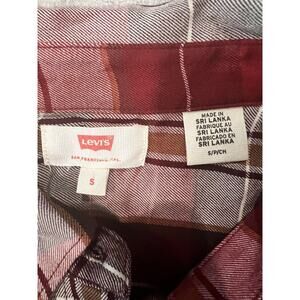 Levi's
SAN FRANCISCO, CAL.
S
MADE IN
SRI LANKA
FABRIQUÉ AU
SRI LANKA
FABRICADO EN
SRI LANKA
S/P/CH